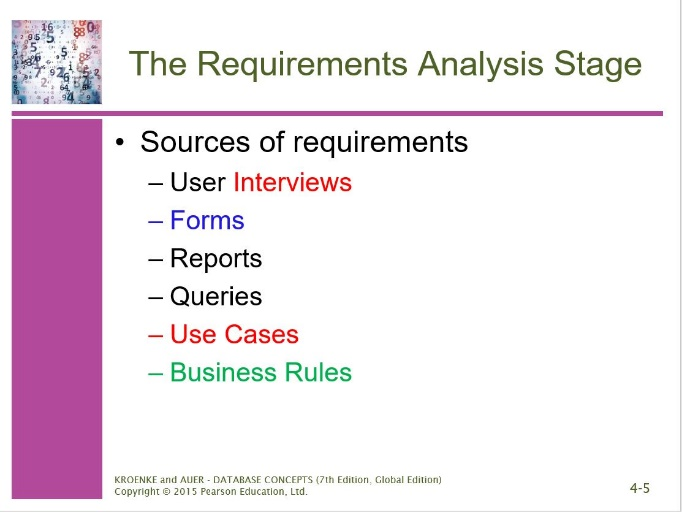 The Requirements Analysis Stage
• Sources of requirements
– User Interviews
– Forms
– Reports
– Queries
– Use Cases
– Business Rules
KROENKE and AUER - DATABASE CONCEPTS (7th Edition, Global Edition)
Copyright © 2015 Pearson Education, Ltd.
4-5